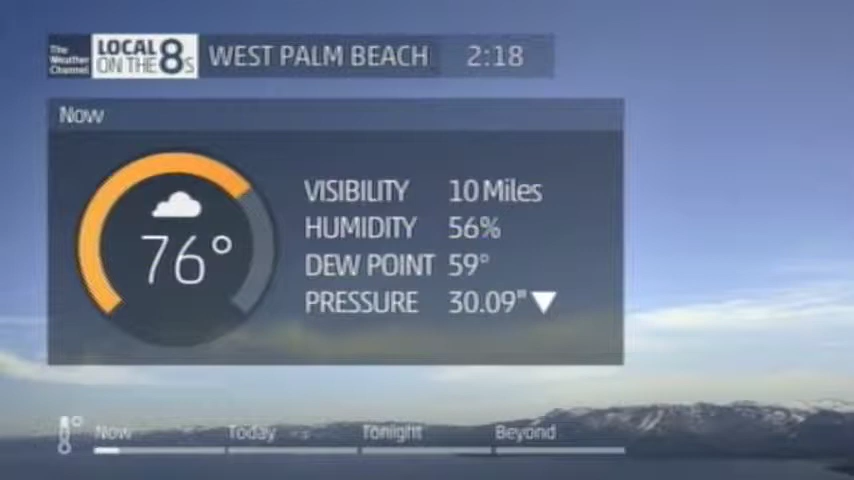 The Weather Channel LOCAL ON THE 8s WEST PALM BEACH 2:18
Now
76°
VISIBILITY 10 Miles
HUMIDITY 56%
DEW POINT 59°
PRESSURE 30.09"
Now Today Tonight Beyond